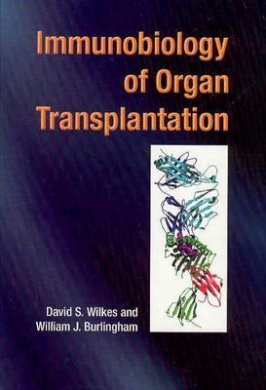 Immunobiology
of Organ
Transplantation
David S. Wilkes and
William J. Burlingham